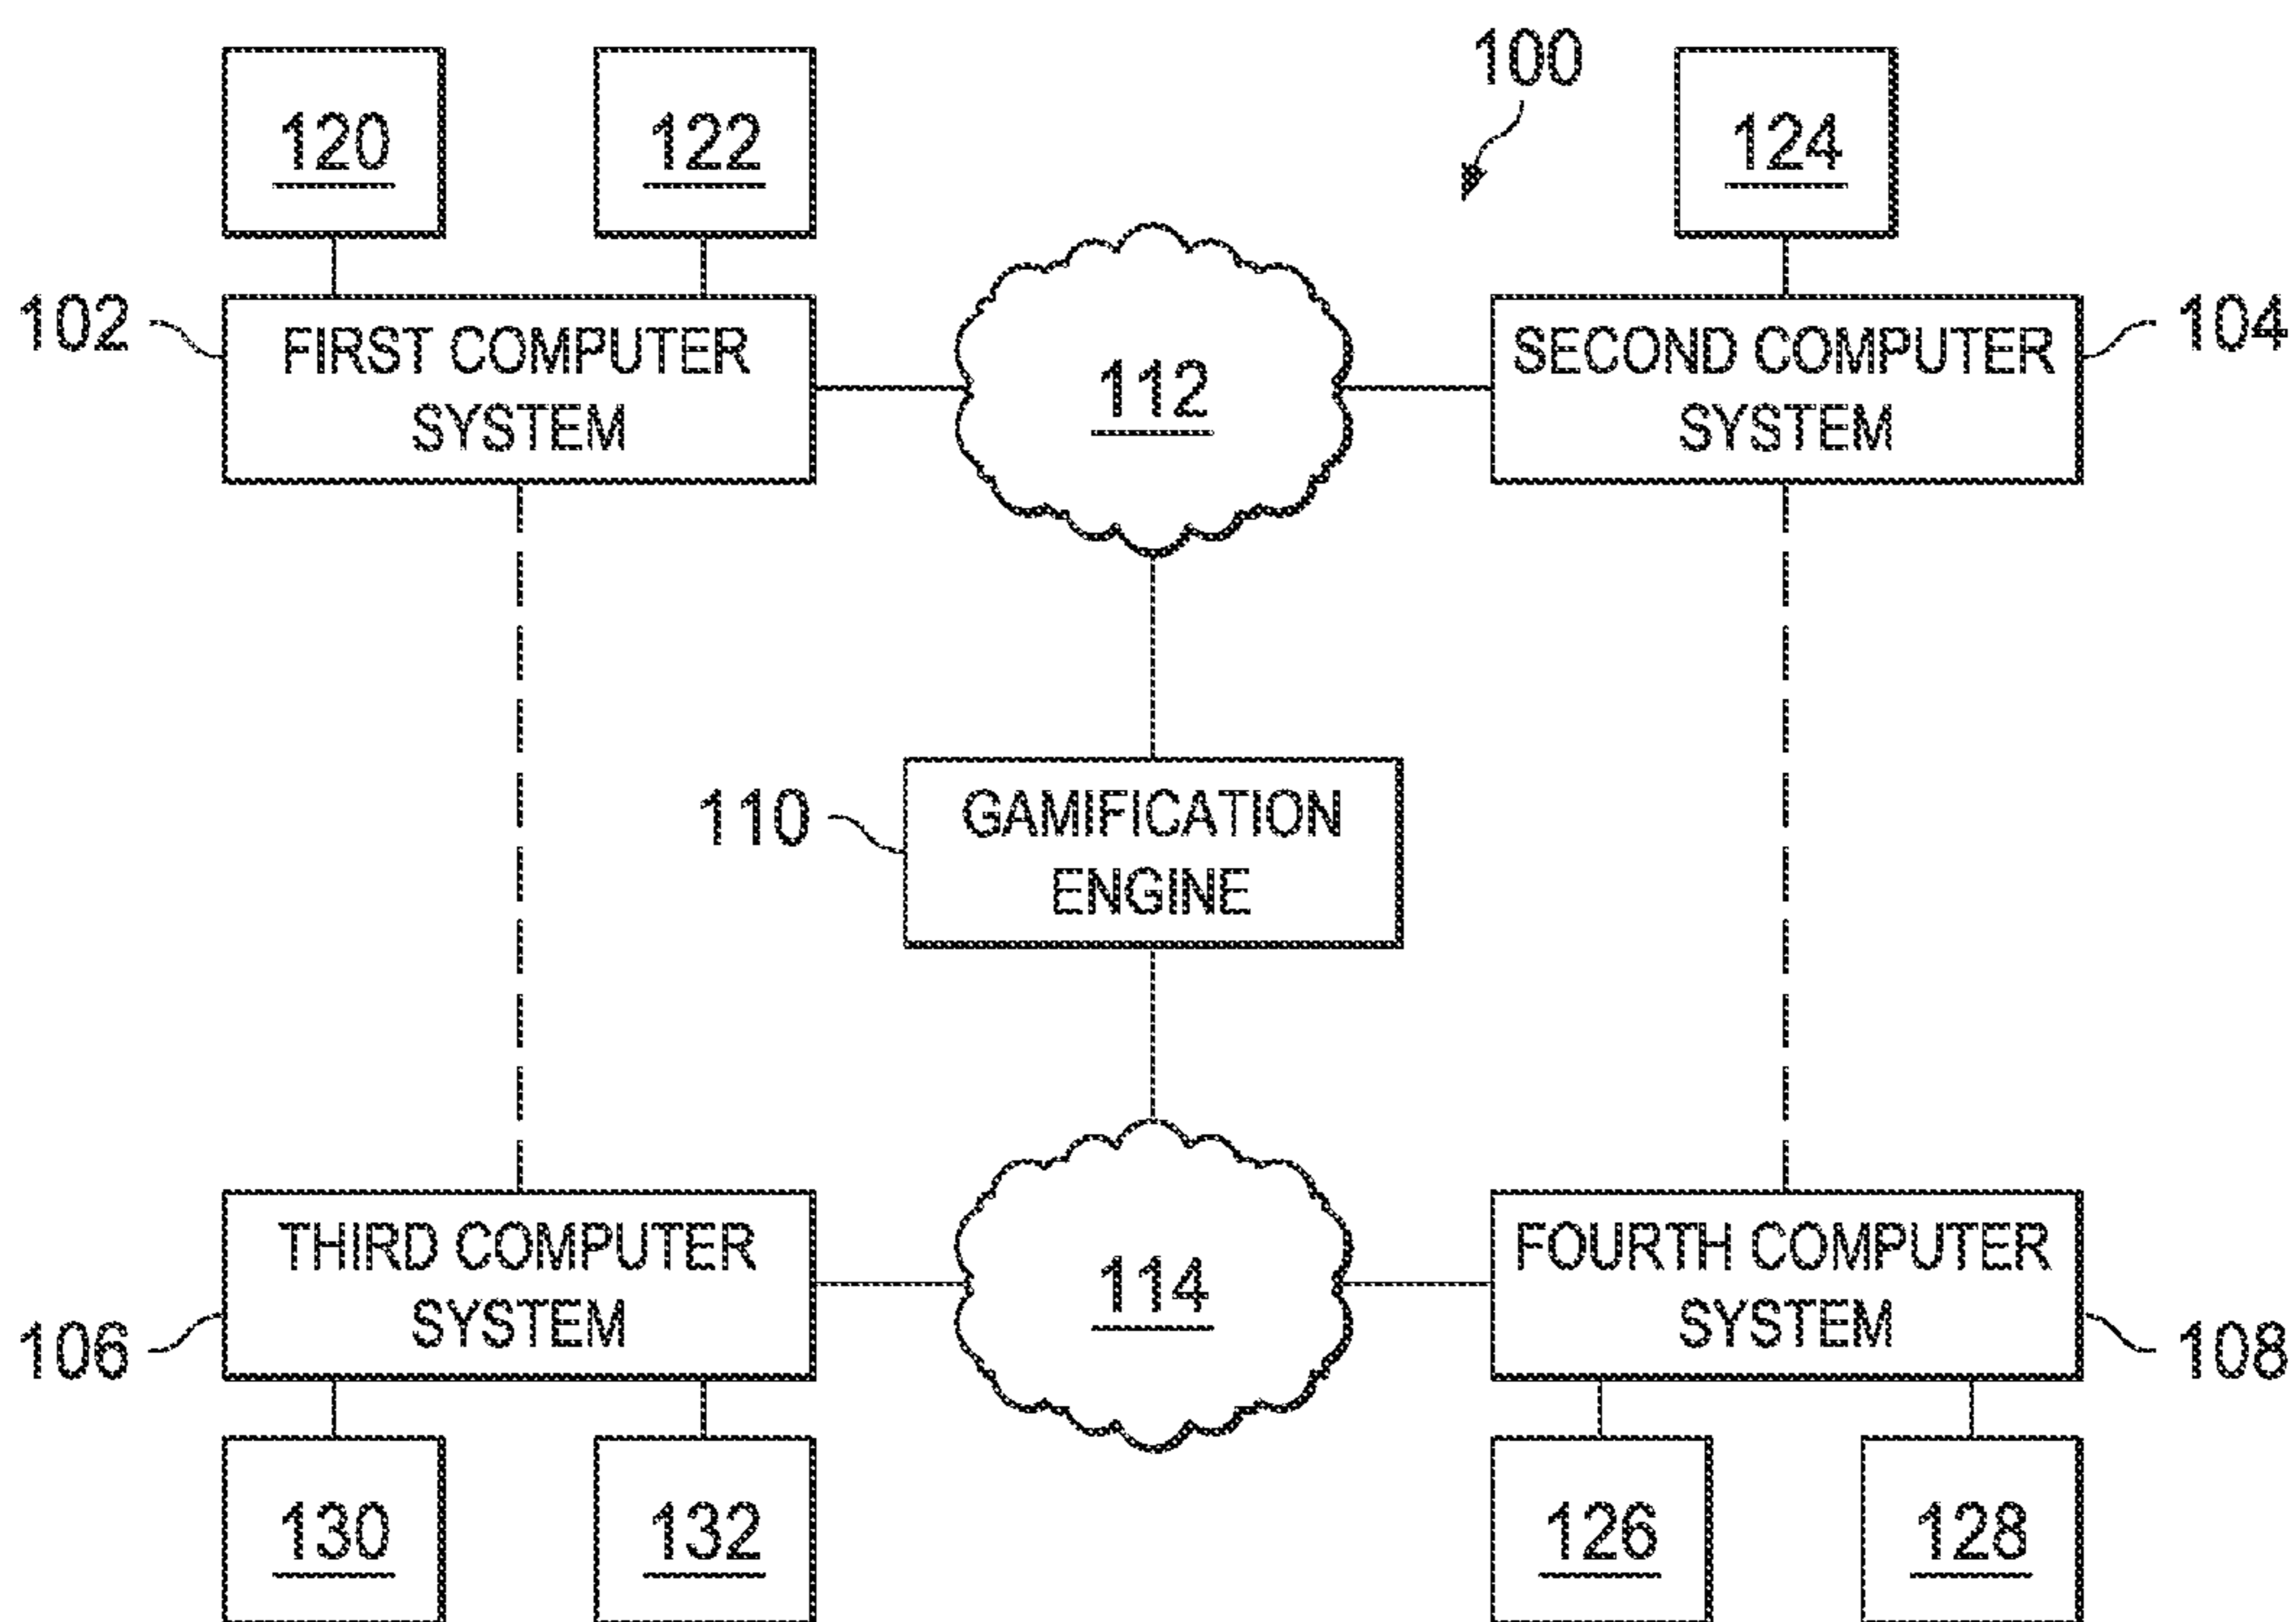 100
120
122
124
102
FIRST COMPUTER
SYSTEM
112
SECOND COMPUTER
SYSTEM
104
110
GAMIFICATION
ENGINE
106
THIRD COMPUTER
SYSTEM
114
FOURTH COMPUTER
SYSTEM
108
130
132
126
128